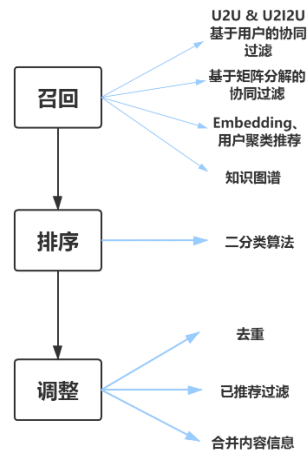 U2U & U2I2U
基于用户的协同
过滤
基于矩阵分解的
协同过滤
召回
Embedding、
用户聚类推荐
知识图谱
排序
二分类算法
去重
调整
已推荐过滤
合并内容信息